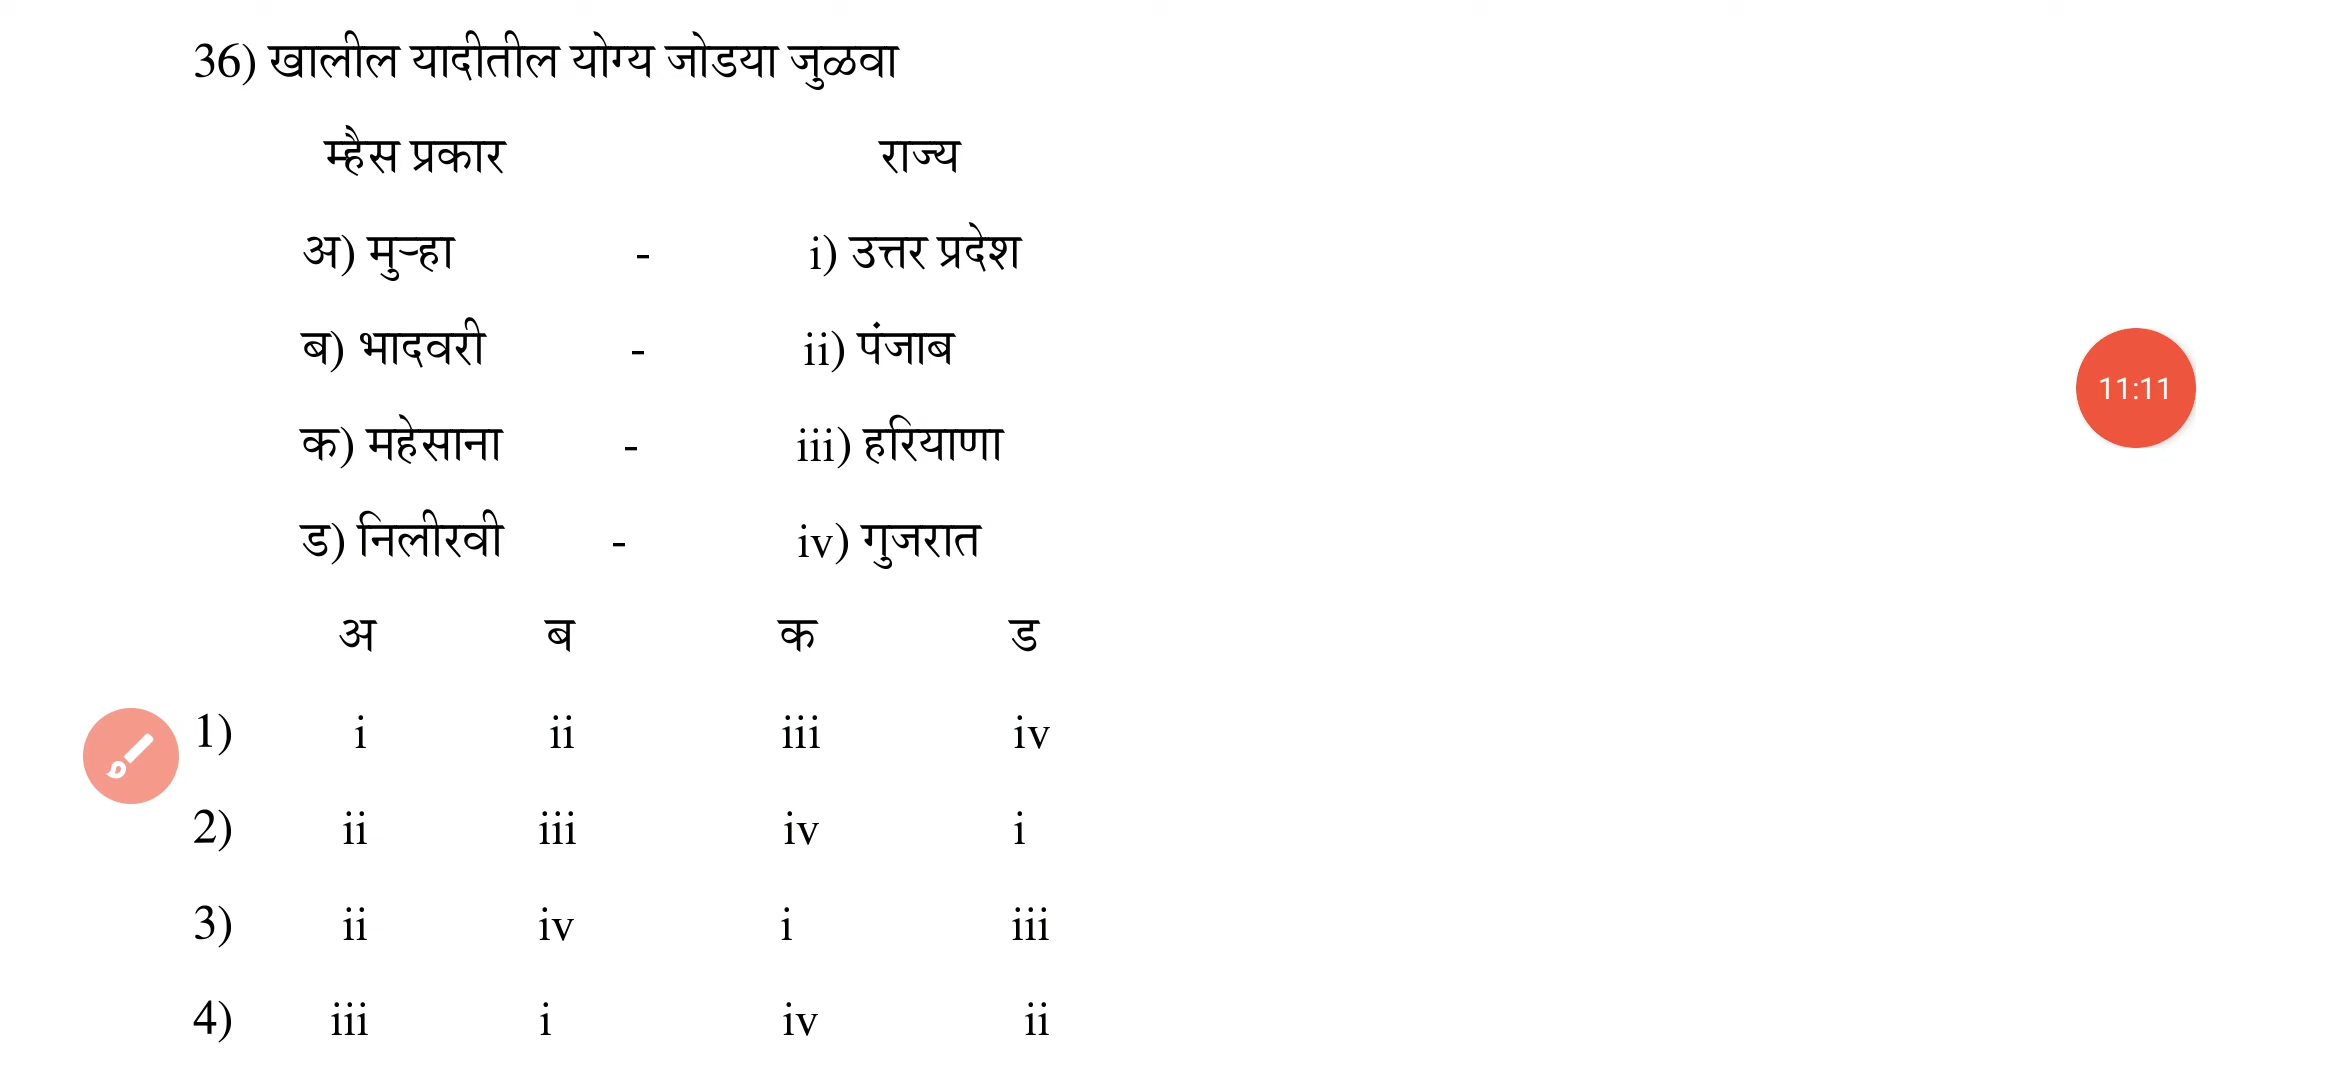 36) खालील यादीतील योग्य जोडया जुळवा
म्हैस प्रकार राज्य
अ) मुऱ्हा - i) उत्तर प्रदेश
ब) भादवरी - ii) पंजाब
क) महेसाना - iii) हरियाणा
ड) निलीरवी - iv) गुजरात
अ ब क ड
1) i ii iii iv
2) ii iii iv i
3) ii iv i iii
4) iii i iv ii
11:11